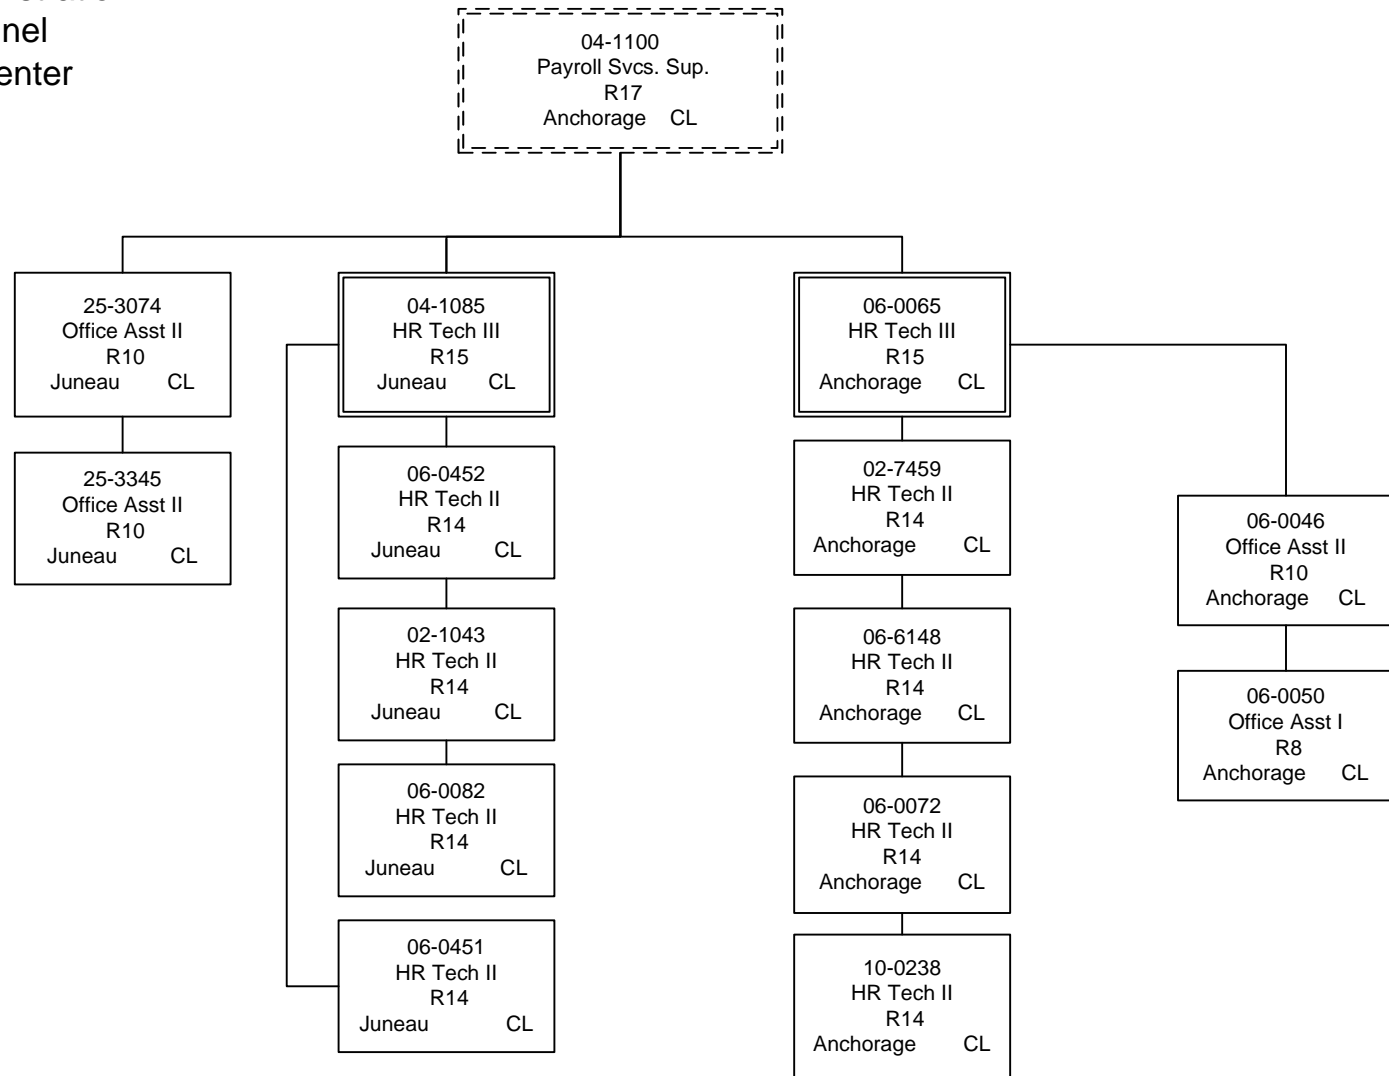 nel
enter
04-1100
Payroll Svcs. Sup.
R17
Anchorage CL
25-3074
Office Asst II
R10
Juneau CL
25-3345
Office Asst II
R10
Juneau CL
04-1085
HR Tech III
R15
Juneau CL
06-0452
HR Tech II
R14
Juneau CL
02-1043
HR Tech II
R14
Juneau CL
06-0082
HR Tech II
R14
Juneau CL
06-0451
HR Tech II
R14
Juneau CL
06-0065
HR Tech III
R15
Anchorage CL
02-7459
HR Tech II
R14
Anchorage CL
06-6148
HR Tech II
R14
Anchorage CL
06-0072
HR Tech II
R14
Anchorage CL
10-0238
HR Tech II
R14
Anchorage CL
06-0046
Office Asst II
R10
Anchorage CL
06-0050
Office Asst I
R8
Anchorage CL